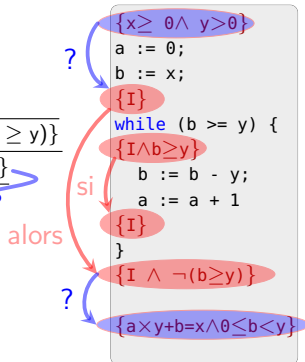 {x≥ 0∧ y>0}
a := 0;
?
b := x;
{I}
≥ y)}
while (b >= y) {
}
{I∧b≥y}
b := b - y;
si
a := a + 1
{I}
alors
}
{I ∧ ¬(b≥y)}
?
{a×y+b=x∧0≤b<y}